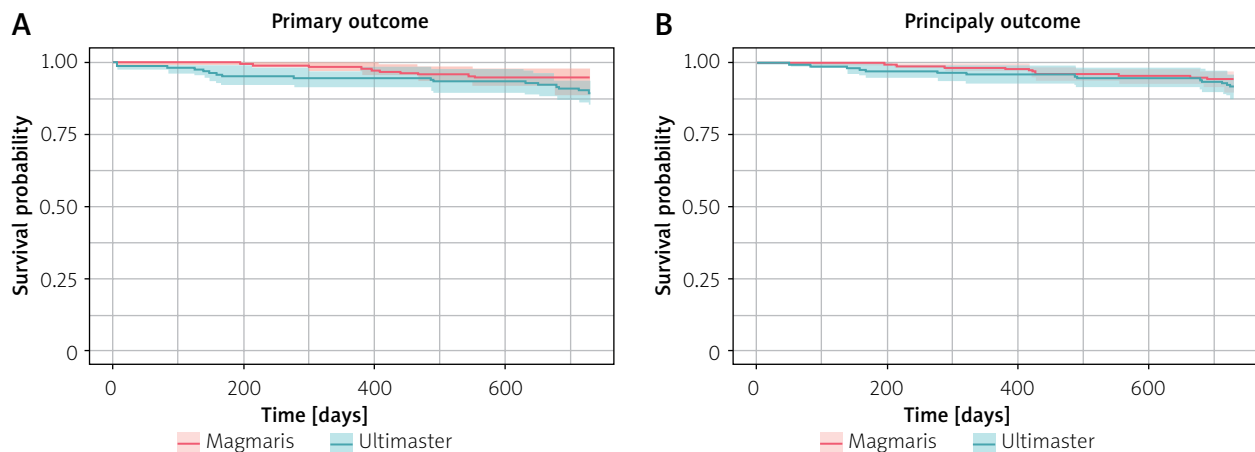 A
Primary outcome
Survival probability
1.00
0.75
0.50
0.25
0
0 200 400 600
Time [days]
Magmaris Ultimaster
B
Principaly outcome
Survival probability
1.00
0.75
0.50
0.25
0
0 200 400 600
Time [days]
Magmaris Ultimaster